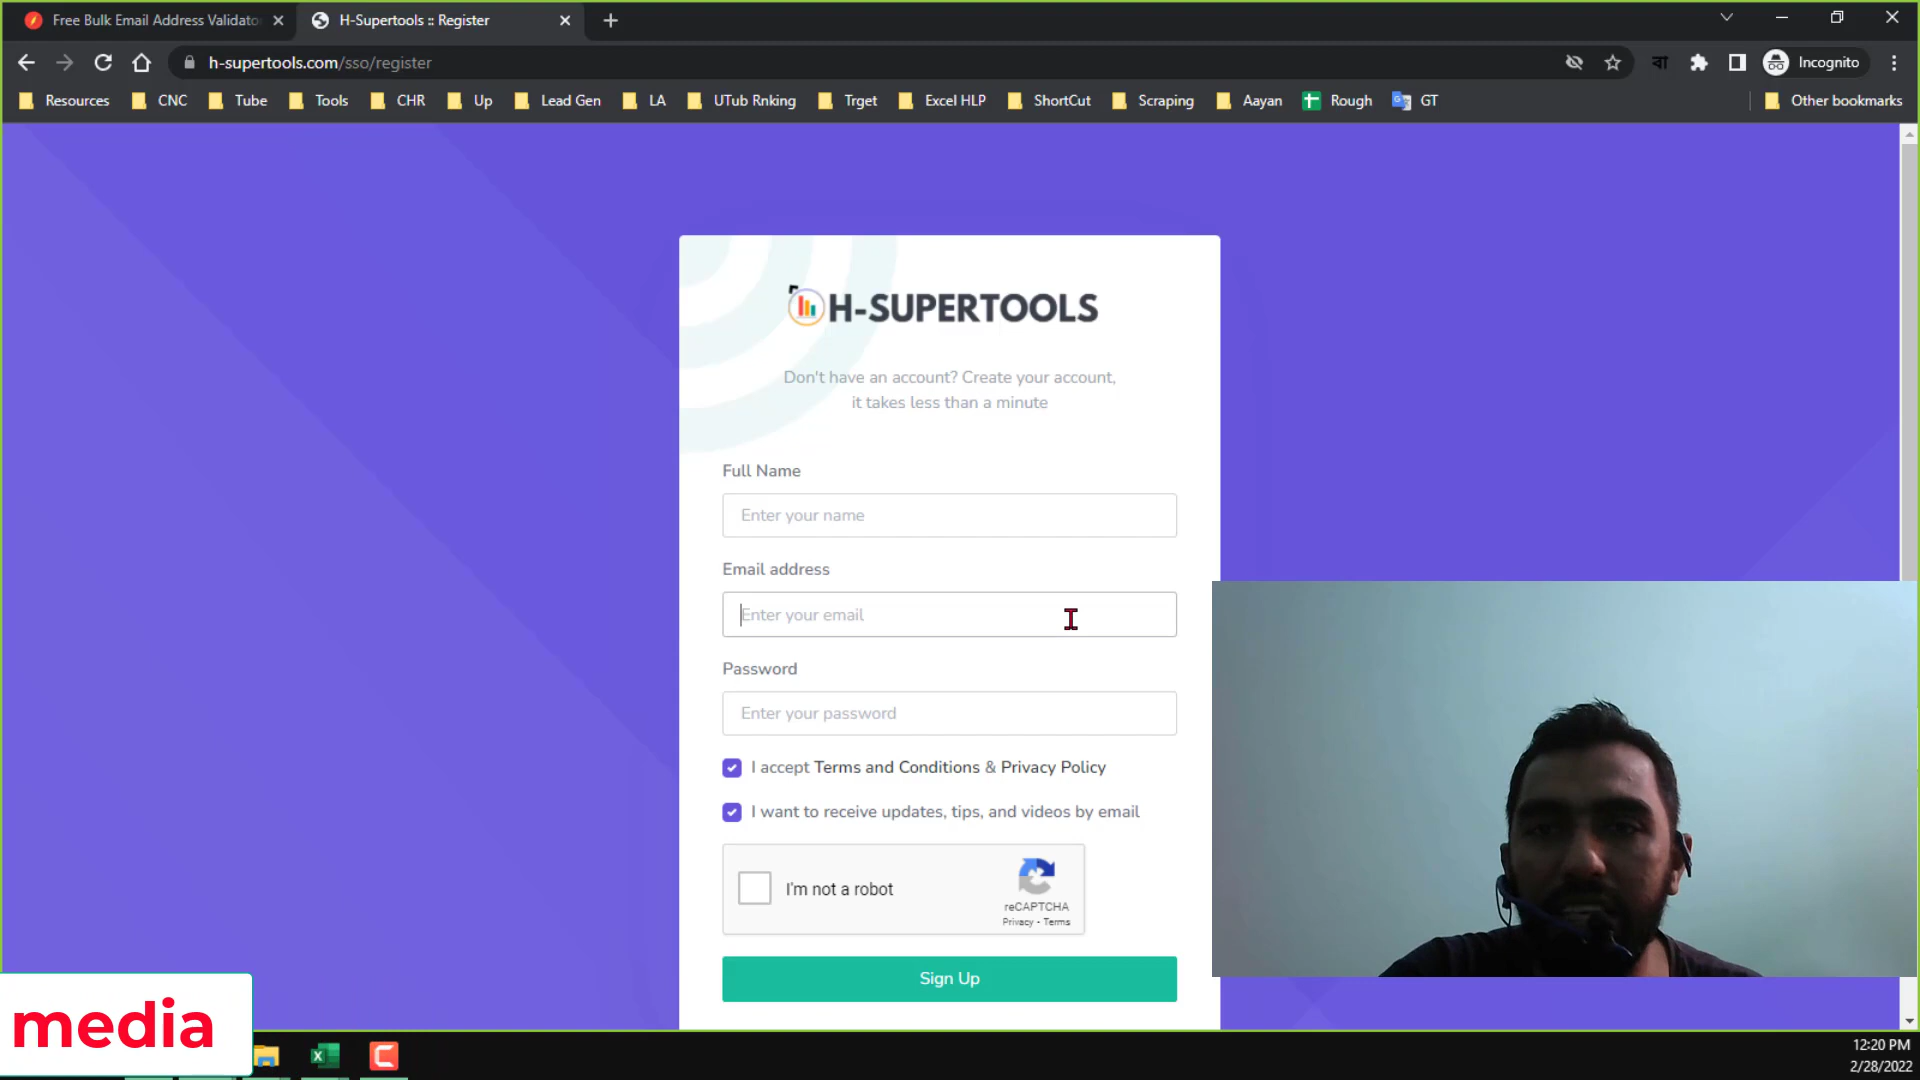 Free Bulk Email Address Validato
H-Supertools :: Register
h-supertools.com/sso/register
বা
Incognito
Resources
CNC
Tube
Tools
CHR
Up
Lead Gen
LA
UTub Rnking
Trget
Excel HLP
ShortCut
Scraping
Aayan
Rough
GT
Other bookmarks
H-SUPERTOOLS
Don't have an account? Create your account,
it takes less than a minute
Full Name
Enter your name
Email address
Enter your email
Password
Enter your password
I accept Terms and Conditions & Privacy Policy
I want to receive updates, tips, and videos by email
I'm not a robot
reCAPTCHA
Privacy - Terms
Sign Up
media
12:20 PM
2/28/2022